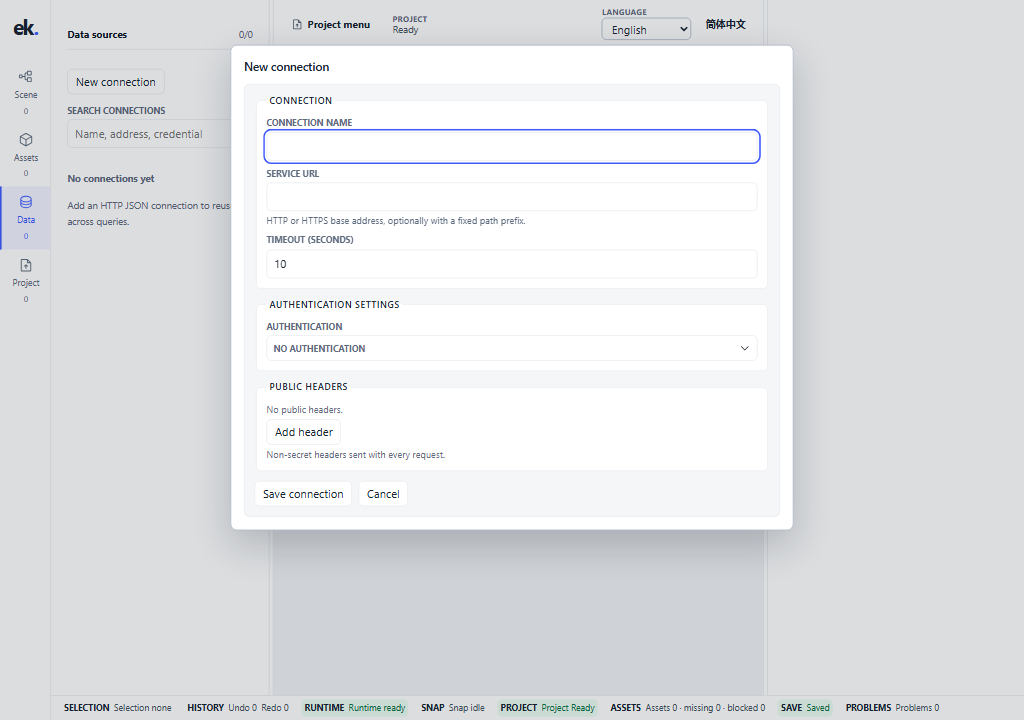 ek.
Data sources
0/0
Project menu
PROJECT
Ready
LANGUAGE
English
简体中文
Scene
0
Assets
0
Data
0
Project
0
New connection
SEARCH CONNECTIONS
Name, address, credential
No connections yet
Add an HTTP JSON connection to reus
across queries.
New connection
CONNECTION
CONNECTION NAME
SERVICE URL
HTTP or HTTPS base address, optionally with a fixed path prefix.
TIMEOUT (SECONDS)
10
AUTHENTICATION SETTINGS
AUTHENTICATION
NO AUTHENTICATION
PUBLIC HEADERS
No public headers.
Add header
Non-secret headers sent with every request.
Save connection
Cancel
SELECTION Selection none HISTORY Undo 0 Redo 0 RUNTIME Runtime ready SNAP Snap idle PROJECT Project Ready ASSETS Assets 0 · missing 0 · blocked 0 SAVE Saved PROBLEMS Problems 0